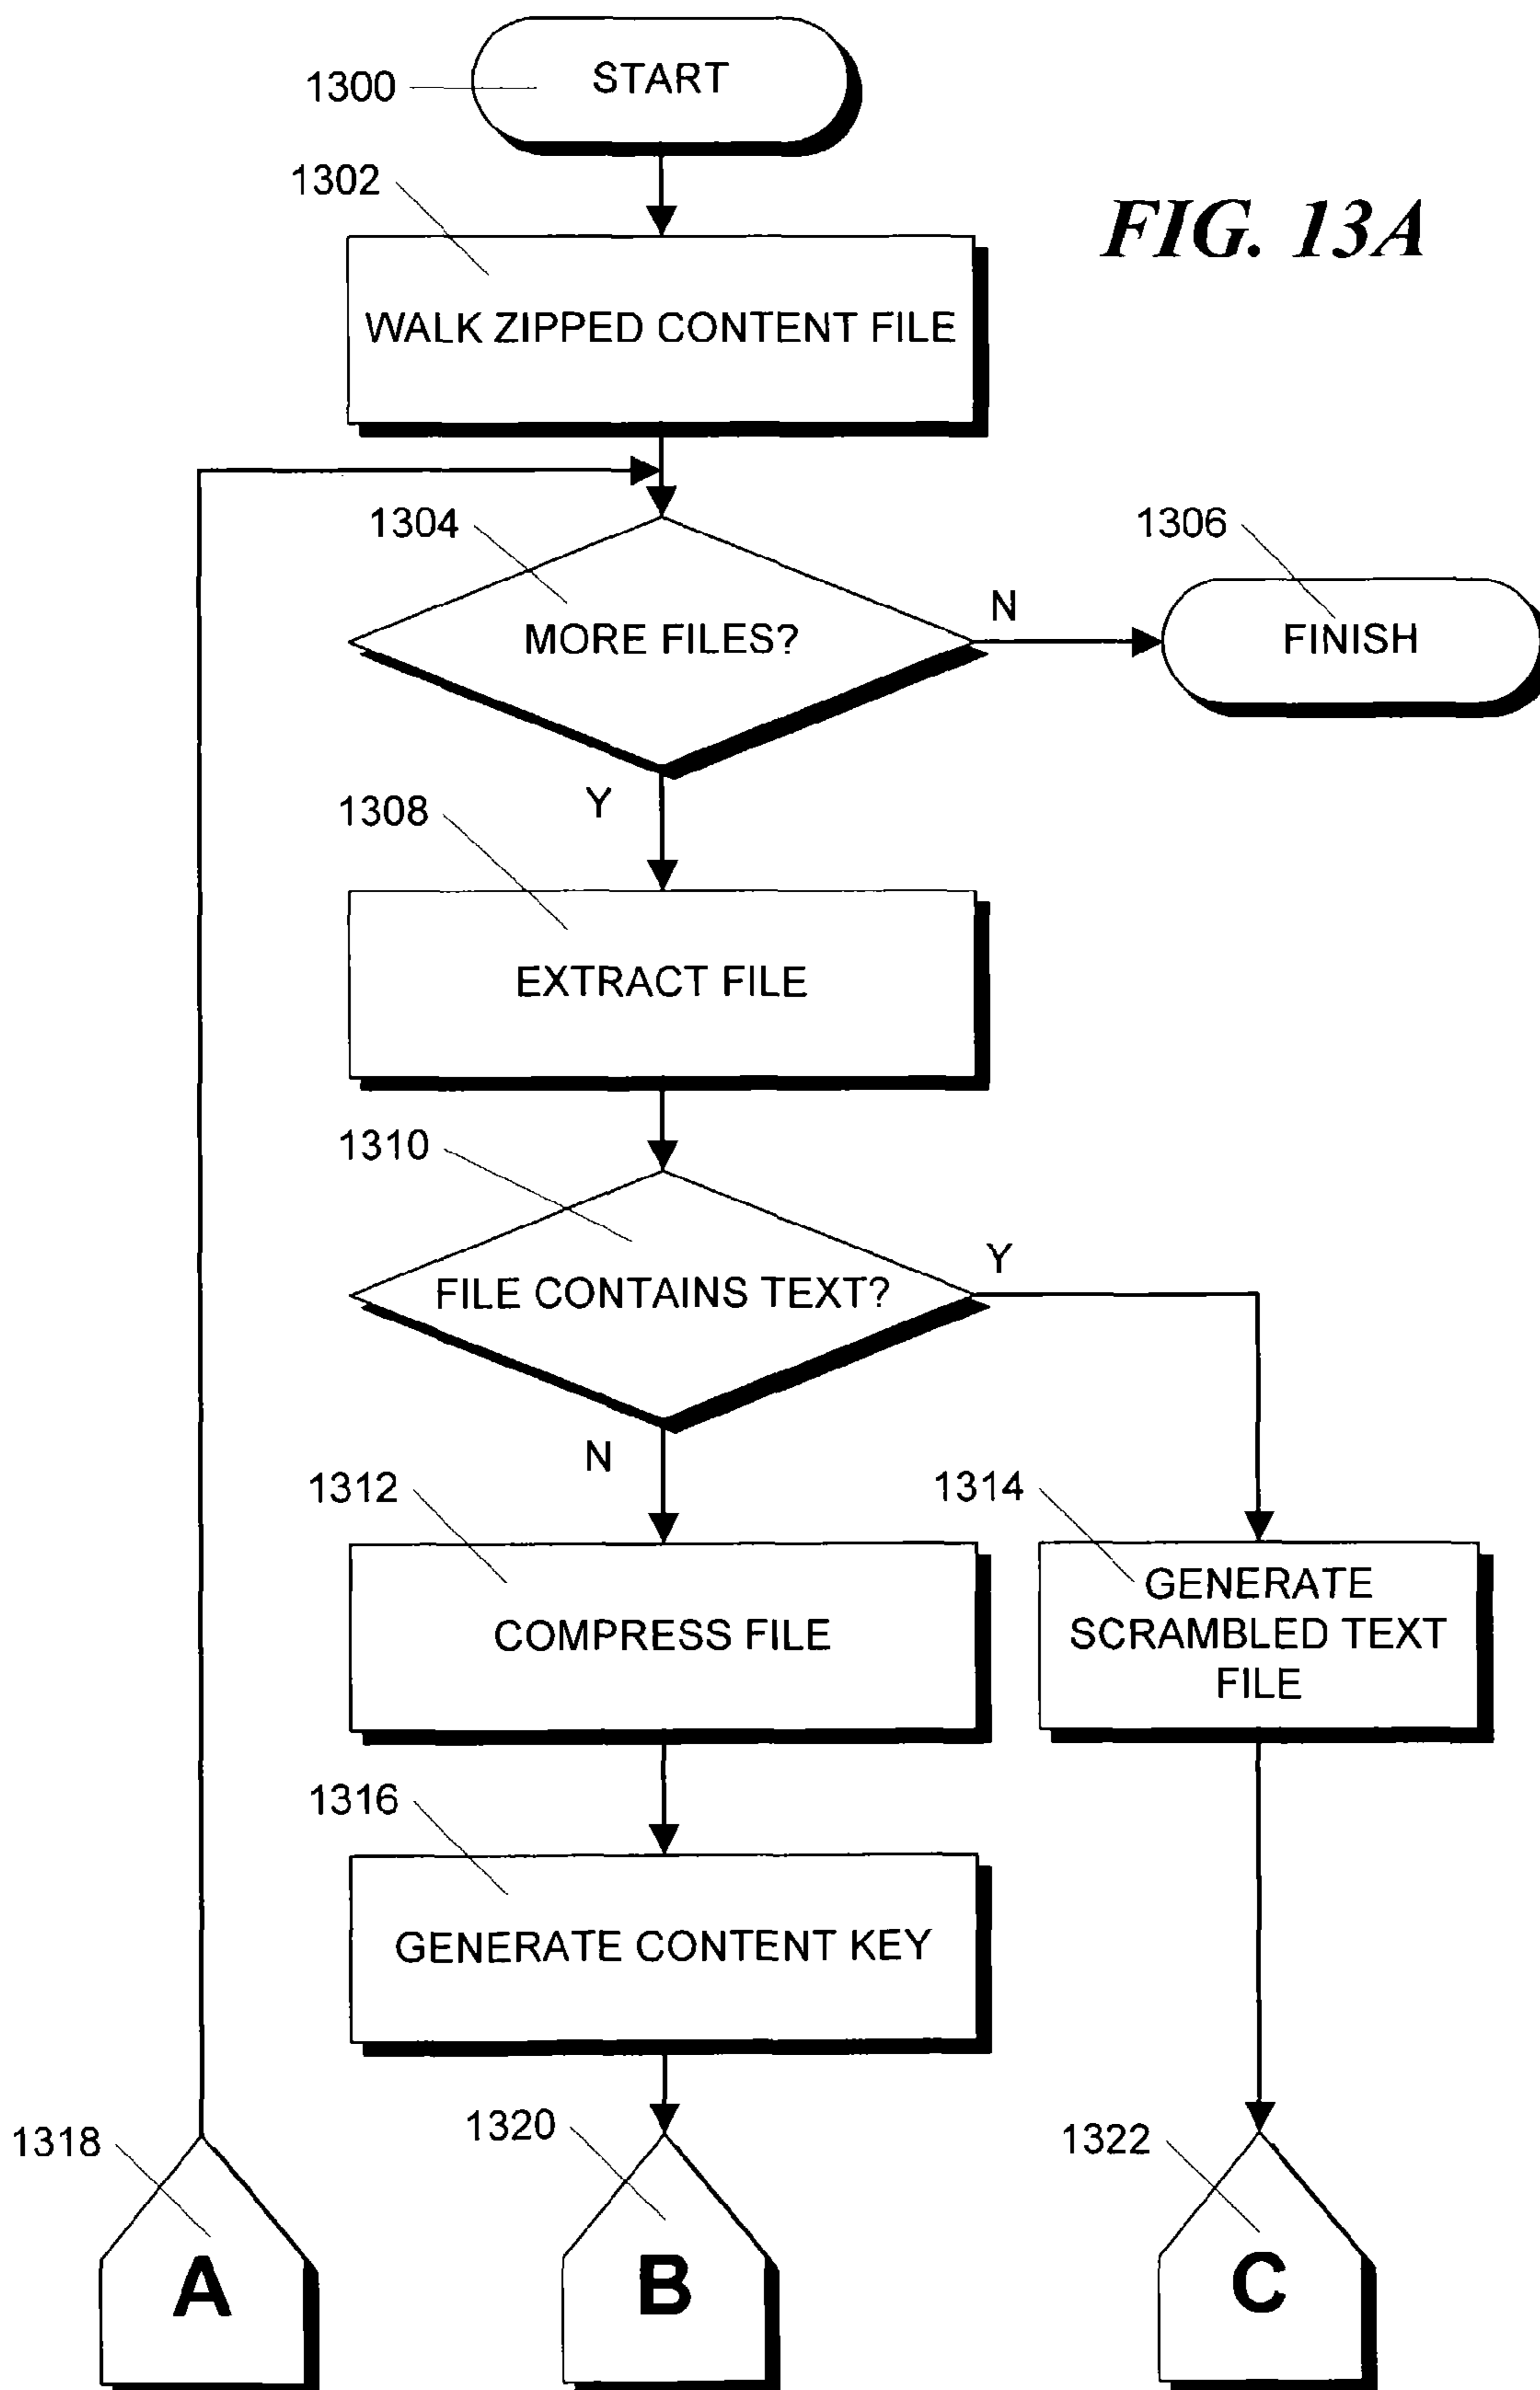 1300
START
1302
FIG. 13A
WALK ZIPPED CONTENT FILE
1304
1306
MORE FILES?
N
FINISH
Y
1308
EXTRACT FILE
1310
FILE CONTAINS TEXT?
Y
N
1312
1314
COMPRESS FILE
GENERATE
SCRAMBLED TEXT
FILE
1316
GENERATE CONTENT KEY
1318
1320
1322
A
B
C